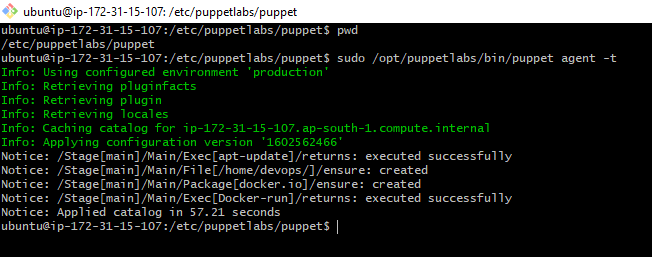 ubuntu@ip-172-31-15-107: /etc/puppetlabs/puppet
ubuntu@ip-172-31-15-107:/etc/puppetlabs/puppet$ pwd
/etc/puppetlabs/puppet
ubuntu@ip-172-31-15-107:/etc/puppetlabs/puppet$ sudo /opt/puppetlabs/bin/puppet agent -t
Info: Using configured environment 'production'
Info: Retrieving pluginfacts
Info: Retrieving plugin
Info: Retrieving locales
Info: Caching catalog for ip-172-31-15-107.ap-south-1.compute.internal
Info: Applying configuration version '1602562466'
Notice: /Stage[main]/Main/Exec[apt-update]/returns: executed successfully
Notice: /Stage[main]/Main/File[/home/devops/]/ensure: created
Notice: /Stage[main]/Main/Package[docker.io]/ensure: created
Notice: /Stage[main]/Main/Exec[Docker-run]/returns: executed successfully
Notice: Applied catalog in 57.21 seconds
ubuntu@ip-172-31-15-107:/etc/puppetlabs/puppet$